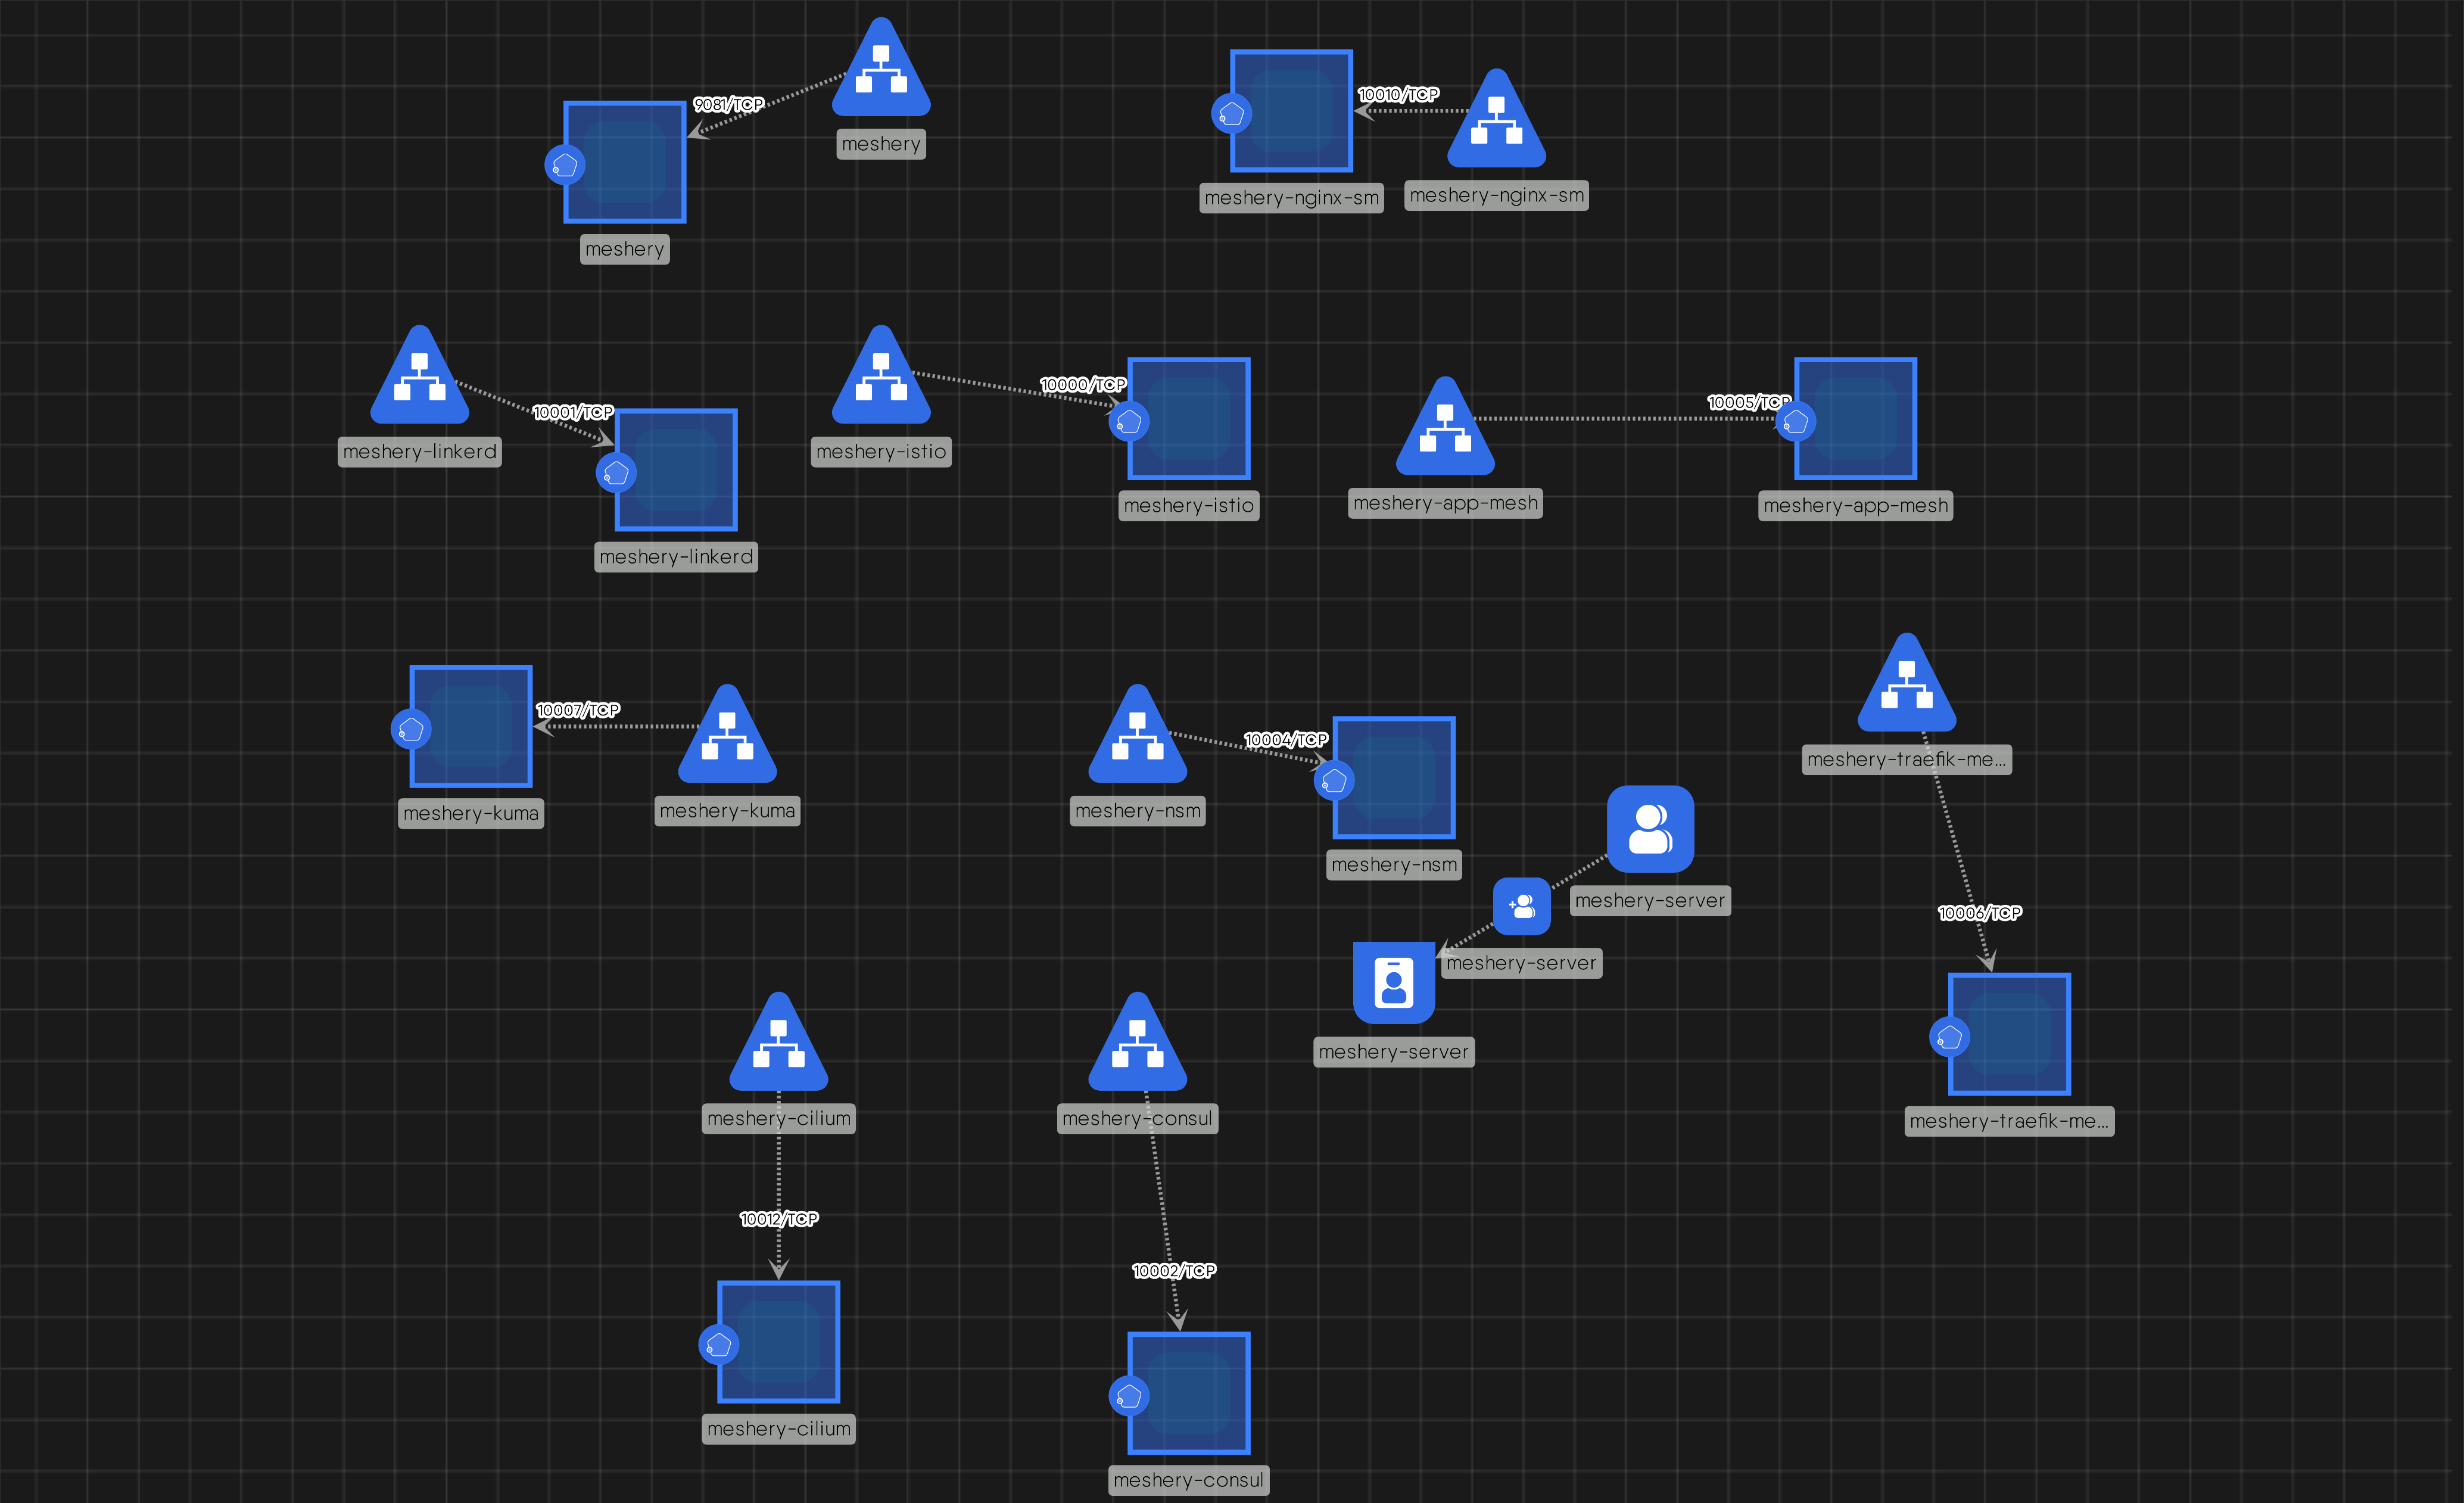 9081/TCP
meshery
meshery
10010/TCP
meshery-nginx-sm
meshery-nginx-sm
10001/TCP
meshery-linkerd
meshery-linkerd
10000/TCP
meshery-istio
meshery-istio
10005/TCP
meshery-app-mesh
meshery-app-mesh
10007/TCP
meshery-kuma
meshery-kuma
10004/TCP
meshery-nsm
meshery-nsm
meshery-server
meshery-server
meshery-server
meshery-traefik-me...
10006/TCP
meshery-traefik-me...
meshery-cilium
10012/TCP
meshery-cilium
meshery-consul
10002/TCP
meshery-consul